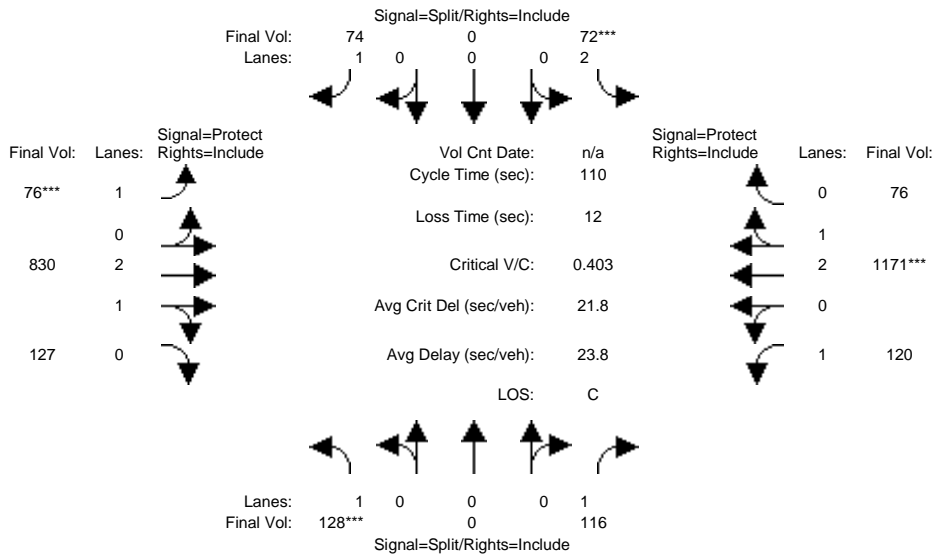 Signal=Split/Rights=Include
Final Vol: 74 0 72***
Lanes: 1 0 0 0 2
Signal=Protect
Final Vol: Lanes: Rights=Include
Vol Cnt Date: n/a
Signal=Protect
Rights=Include Lanes: Final Vol:
Cycle Time (sec): 110
76*** 1
0 76
Loss Time (sec): 12
0
1
830 2
Critical V/C: 0.403
2 1171***
1
Avg Crit Del (sec/veh): 21.8
0
127 0
Avg Delay (sec/veh): 23.8
1 120
LOS: C
Lanes: 1 0 0 0 1
Final Vol: 128*** 0 116
Signal=Split/Rights=Include